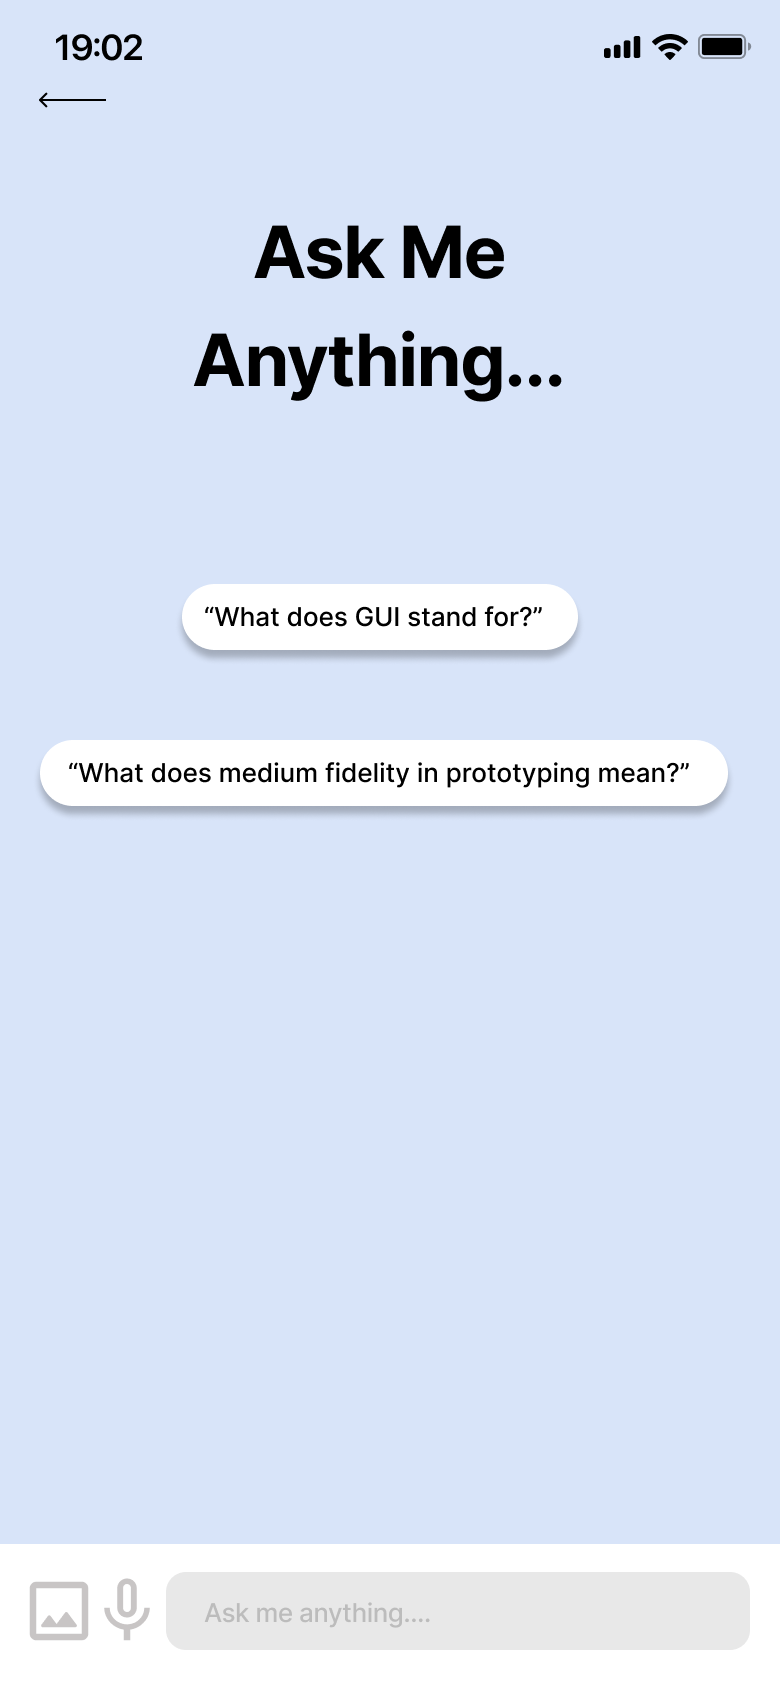 19:02
Ask Me
Anything...
“What does GUI stand for?”
“What does medium fidelity in prototyping mean?”
Ask me anything....